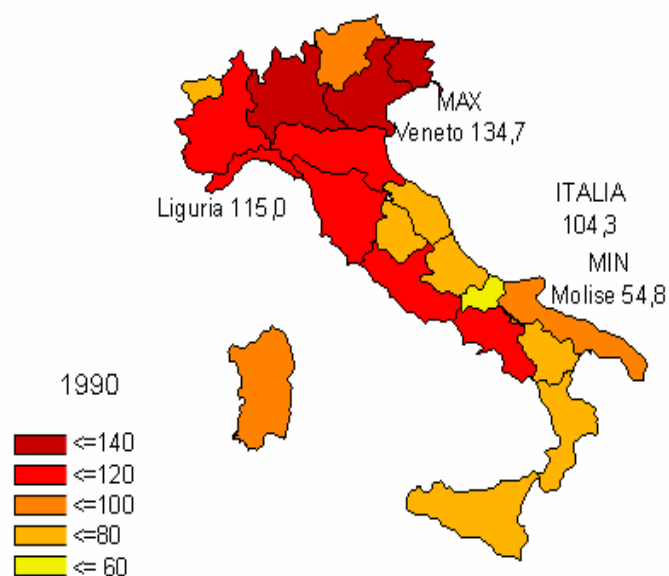 MAX
Veneto 134,7
Liguria 115,0
ITALIA
104,3
MIN
Molise 54,8
1990
<=140
<=120
<=100
<=80
<= 60